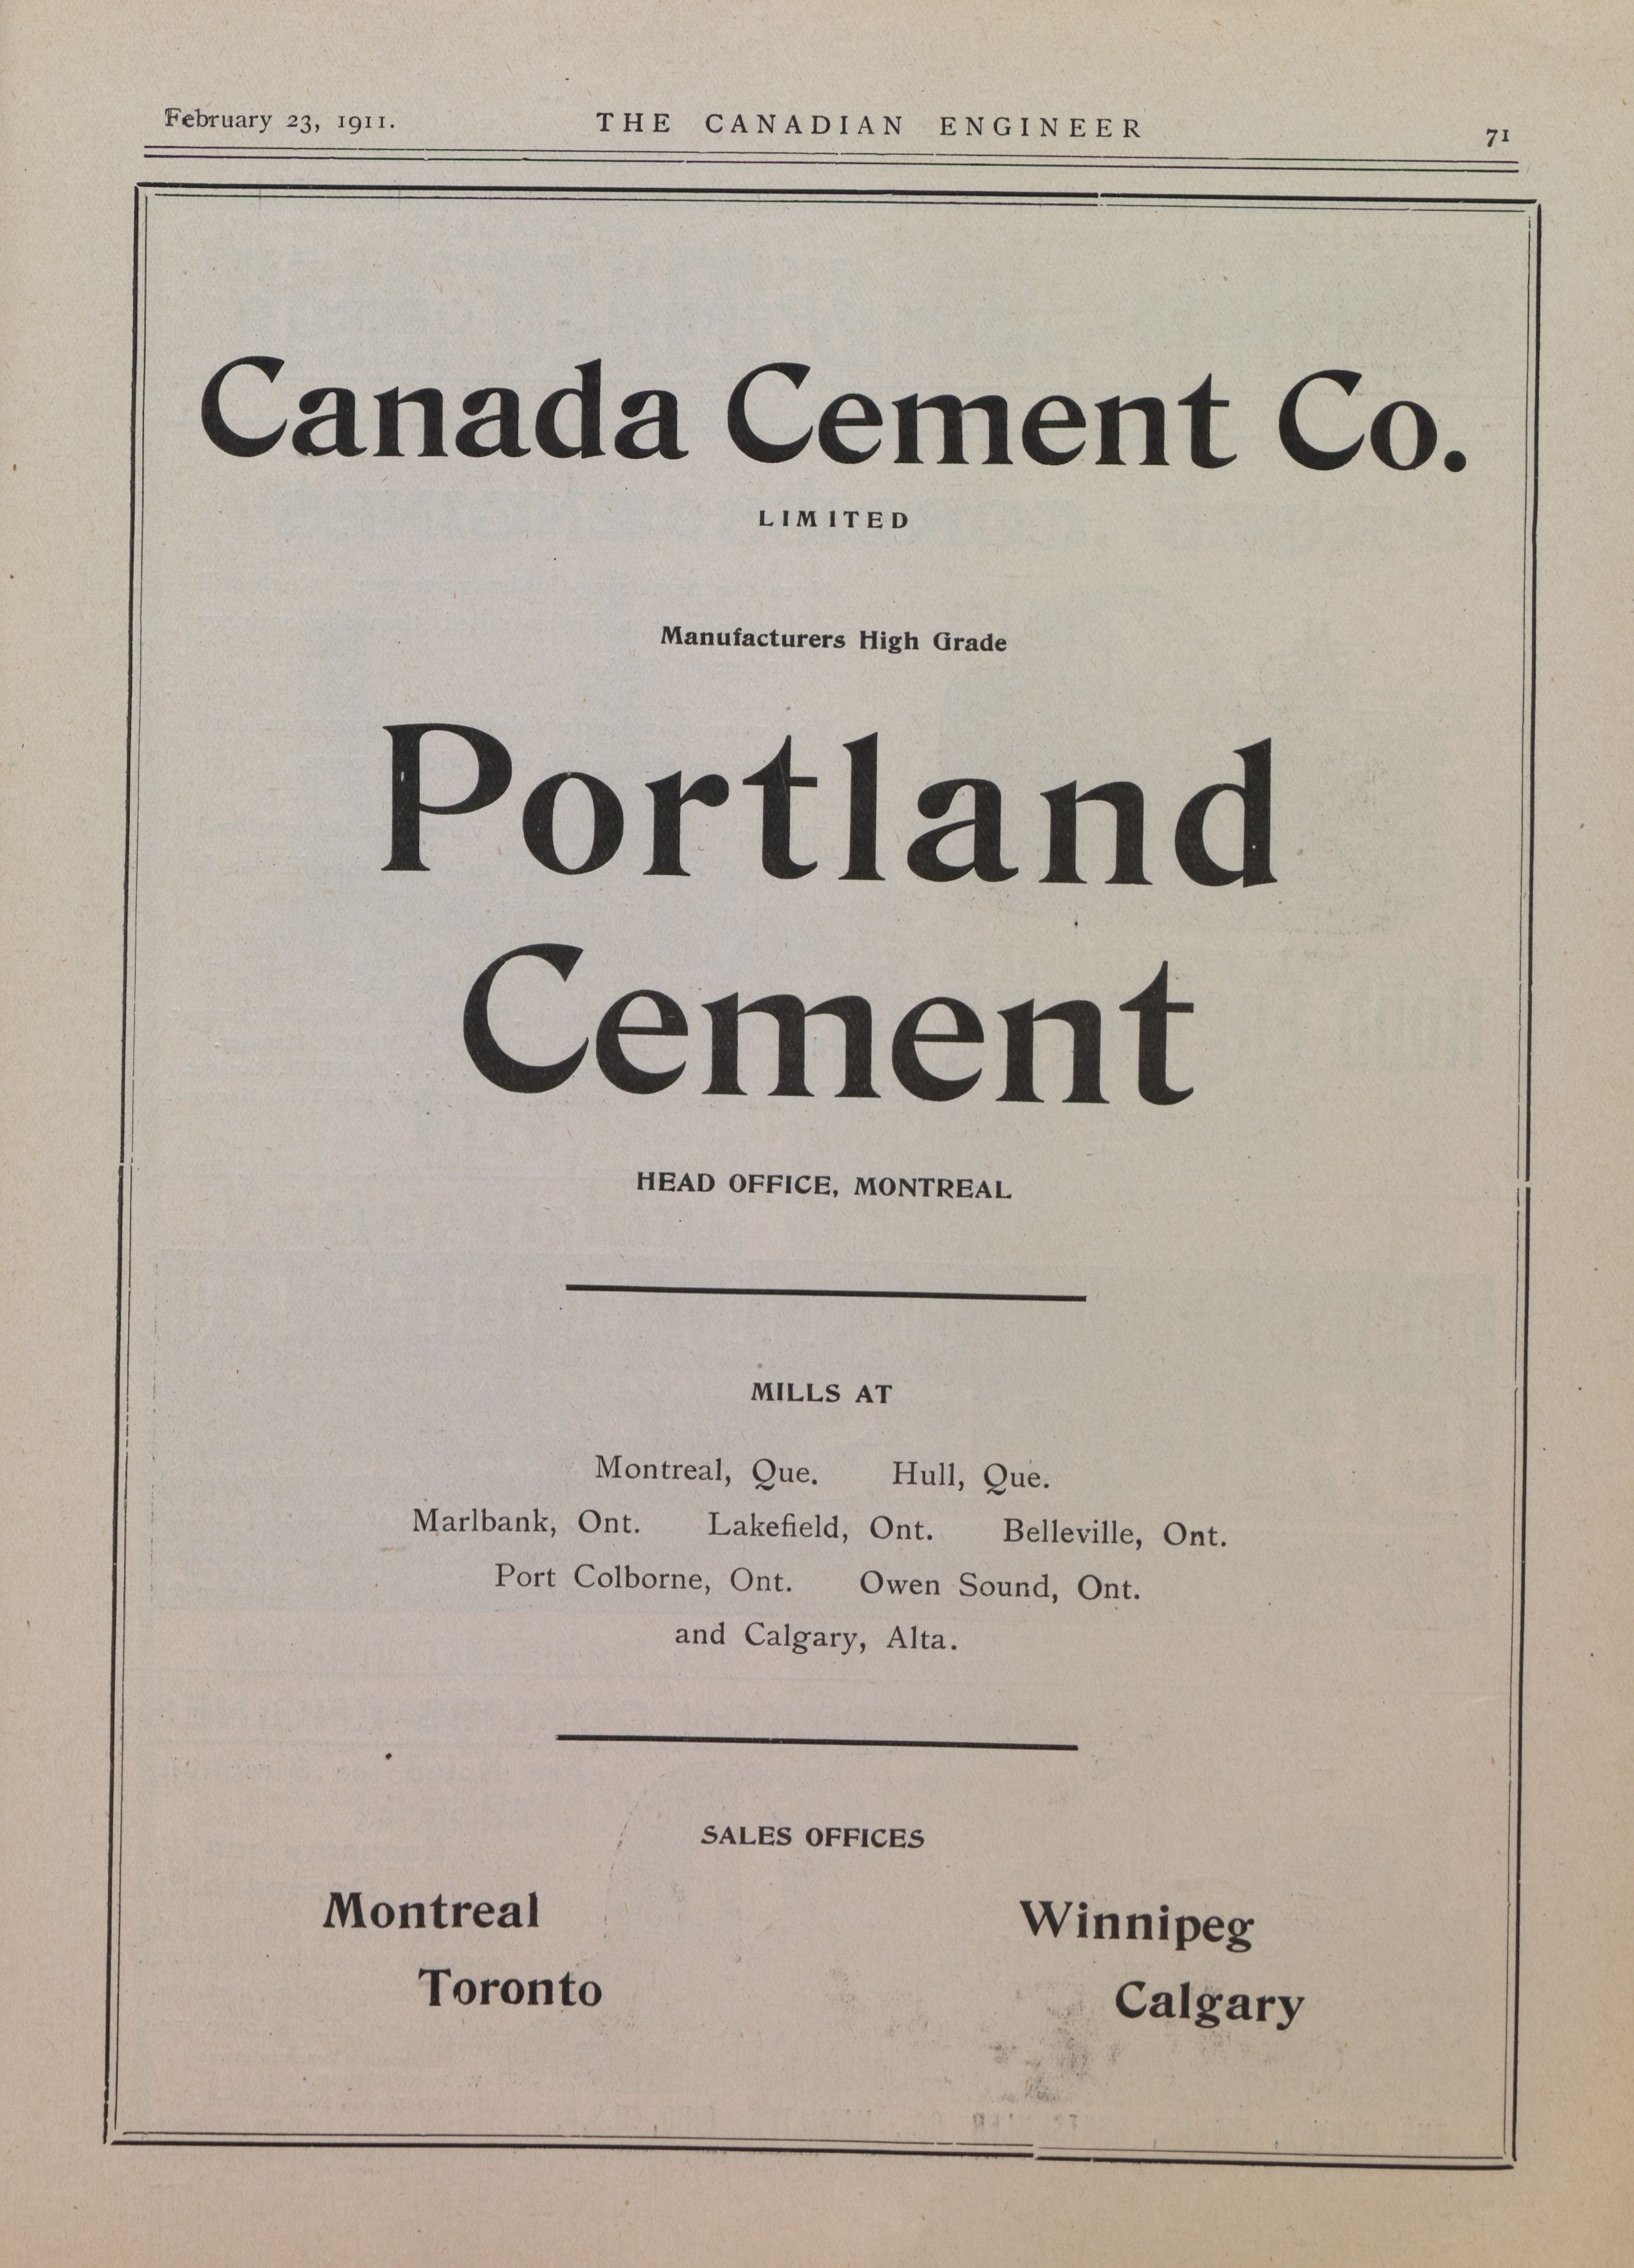 February 23, 1911. THE CANADIAN ENGINEER 71
Canada Cement Co.
LIMITED
Manufacturers High Grade
Portland
Cement
HEAD OFFICE, MONTREAL
MILLS AT
Montreal, Que. Hull, Que.
Marlbank, Ont. Lakefield, Ont. Belleville, Ont.
Port Colborne, Ont. Owen Sound, Ont.
and Calgary, Alta.
SALES OFFICES
Montreal Winnipeg
Toronto Calgary